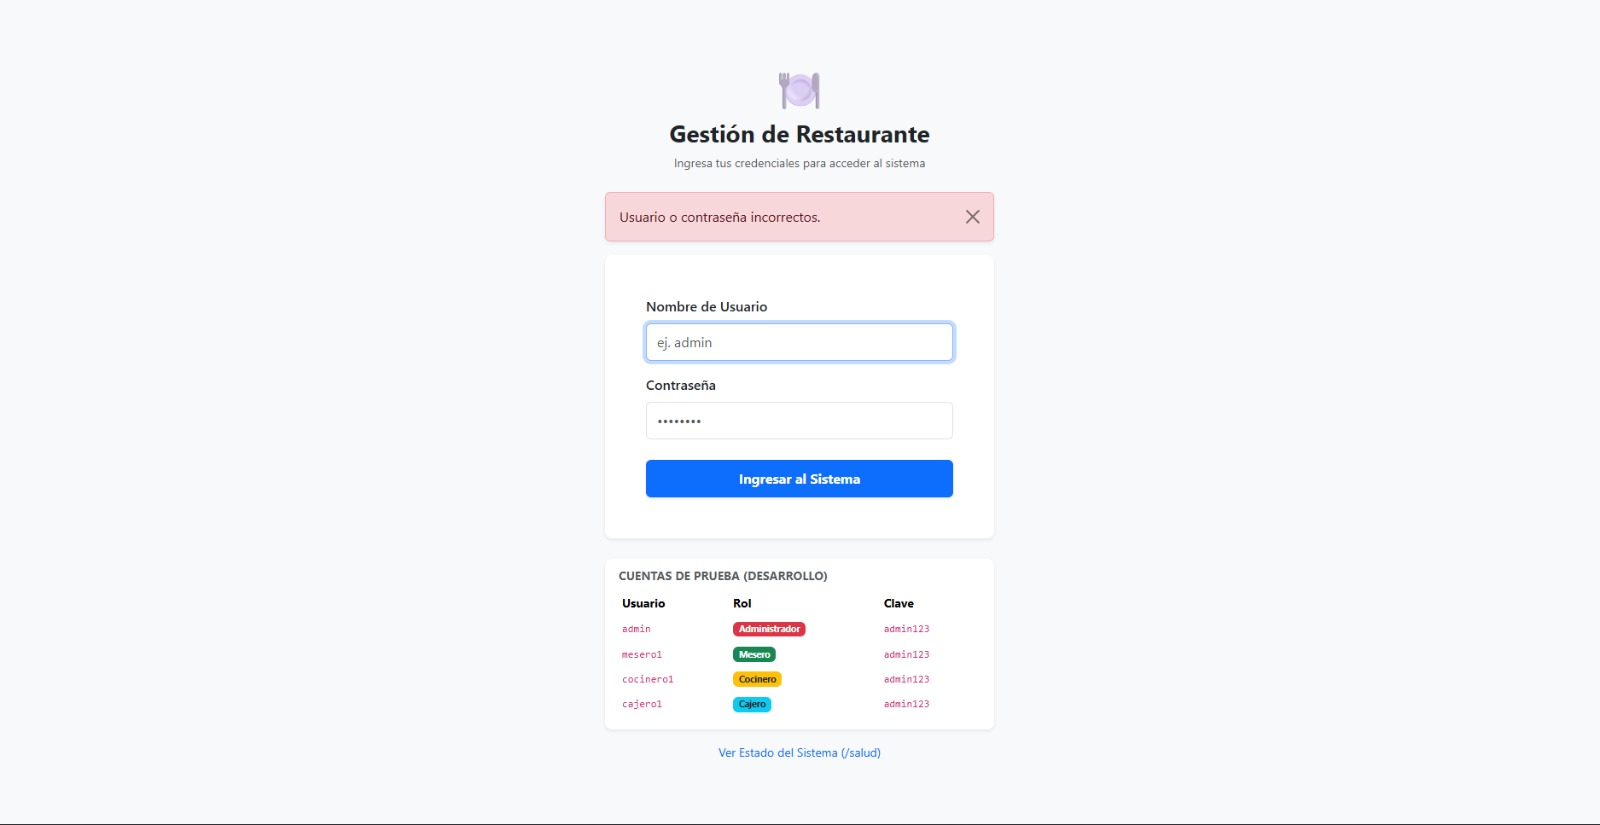 Gestión de Restaurante
Ingresa tus credenciales para acceder al sistema
Usuario o contraseña incorrectos.
Nombre de Usuario
ej. admin
Contraseña
••••••••
Ingresar al Sistema
CUENTAS DE PRUEBA (DESARROLLO)
Usuario Rol Clave
admin Administrador admin123
mesero1 Mesero admin123
cocinero1 Cocinero admin123
cajero1 Cajero admin123
Ver Estado del Sistema (/salud)